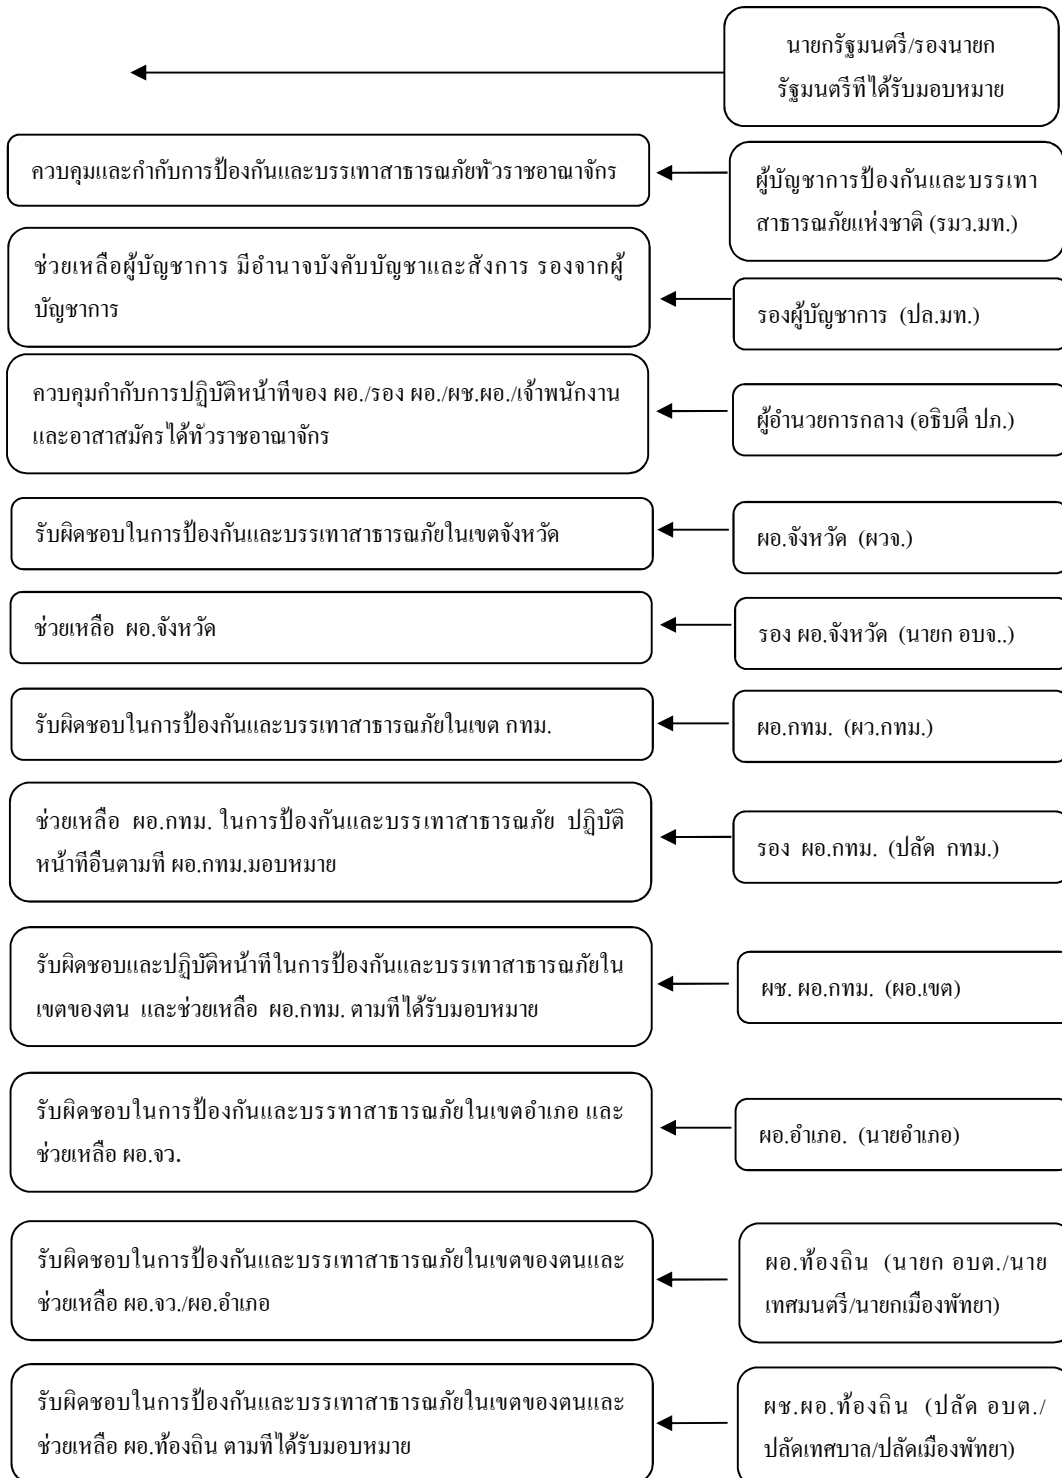 นายกรัฐมนตรี/รองนายก
รัฐมนตรีที่ได้รับมอบหมาย
ควบคุมและกำกับการป้องกันและบรรเทาสาธารณภัยทั่วราชอาณาจักร
ผู้บัญชาการป้องกันและบรรเทา
สาธารณภัยแห่งชาติ (รมว.มท.)
ช่วยเหลือผู้บัญชาการ มีอำนาจบังคับบัญชาและสั่งการ รองจากผู้
บัญชาการ
รองผู้บัญชาการ (ปล.มท.)
ควบคุมกำกับการปฏิบัติหน้าที่ของ ผอ./รอง ผอ./ผช.ผอ./เจ้าพนักงาน
และอาสาสมัครได้ทั่วราชอาณาจักร
ผู้อำนวยการกลาง (อธิบดี ปภ.)
รับผิดชอบในการป้องกันและบรรเทาสาธารณภัยในเขตจังหวัด
ผอ.จังหวัด (ผวจ.)
ช่วยเหลือ ผอ.จังหวัด
รอง ผอ.จังหวัด (นายก อบจ..)
รับผิดชอบในการป้องกันและบรรเทาสาธารณภัยในเขต กทม.
ผอ.กทม. (ผว.กทม.)
ช่วยเหลือ ผอ.กทม. ในการป้องกันและบรรเทาสาธารณภัย ปฏิบัติ
หน้าที่อื่นตามที่ ผอ.กทม.มอบหมาย
รอง ผอ.กทม. (ปลัด กทม.)
รับผิดชอบและปฏิบัติหน้าที่ในการป้องกันและบรรเทาสาธารณภัยใน
เขตของตน และช่วยเหลือ ผอ.กทม. ตามที่ได้รับมอบหมาย
ผช. ผอ.กทม. (ผอ.เขต)
รับผิดชอบในการป้องกันและบรรทาสาธารณภัยในเขตอำเภอ และ
ช่วยเหลือ ผอ.จว.
ผอ.อำเภอ. (นายอำเภอ)
รับผิดชอบในการป้องกันและบรรเทาสาธารณภัยในเขตของตนและ
ช่วยเหลือ ผอ.จว./ผอ.อำเภอ
ผอ.ท้องถิ่น (นายก อบต./นาย
เทศมนตรี/นายกเมืองพัทยา)
รับผิดชอบในการป้องกันและบรรเทาสาธารณภัยในเขตของตนและ
ช่วยเหลือ ผอ.ท้องถิ่น ตามที่ได้รับมอบหมาย
ผช.ผอ.ท้องถิ่น (ปลัด อบต./
ปลัดเทศบาล/ปลัดเมืองพัทยา)